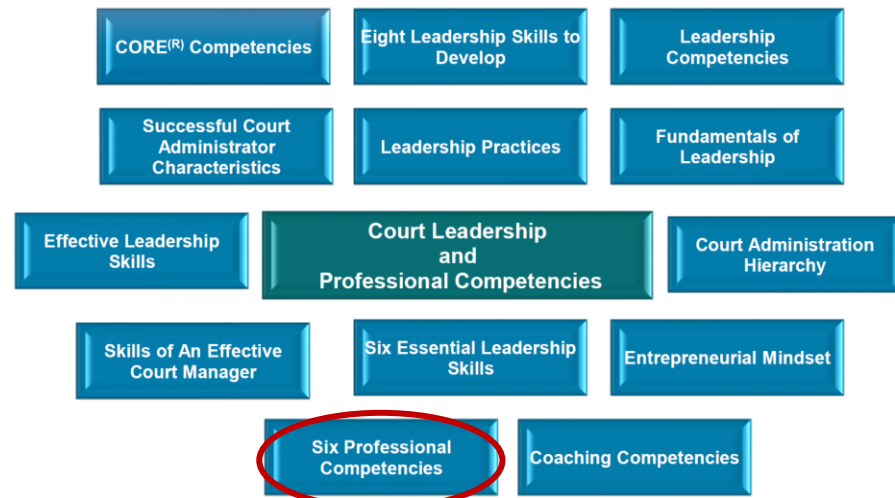 CORE(R) Competencies
Eight Leadership Skills to
Develop
Leadership
Competencies
Successful Court
Administrator
Characteristics
Leadership Practices
Fundamentals of
Leadership
Effective Leadership
Skills
Court Leadership
and
Professional Competencies
Court Administration
Hierarchy
Skills of An Effective
Court Manager
Six Essential Leadership
Skills
Entrepreneurial Mindset
Six Professional
Competencies
Coaching Competencies